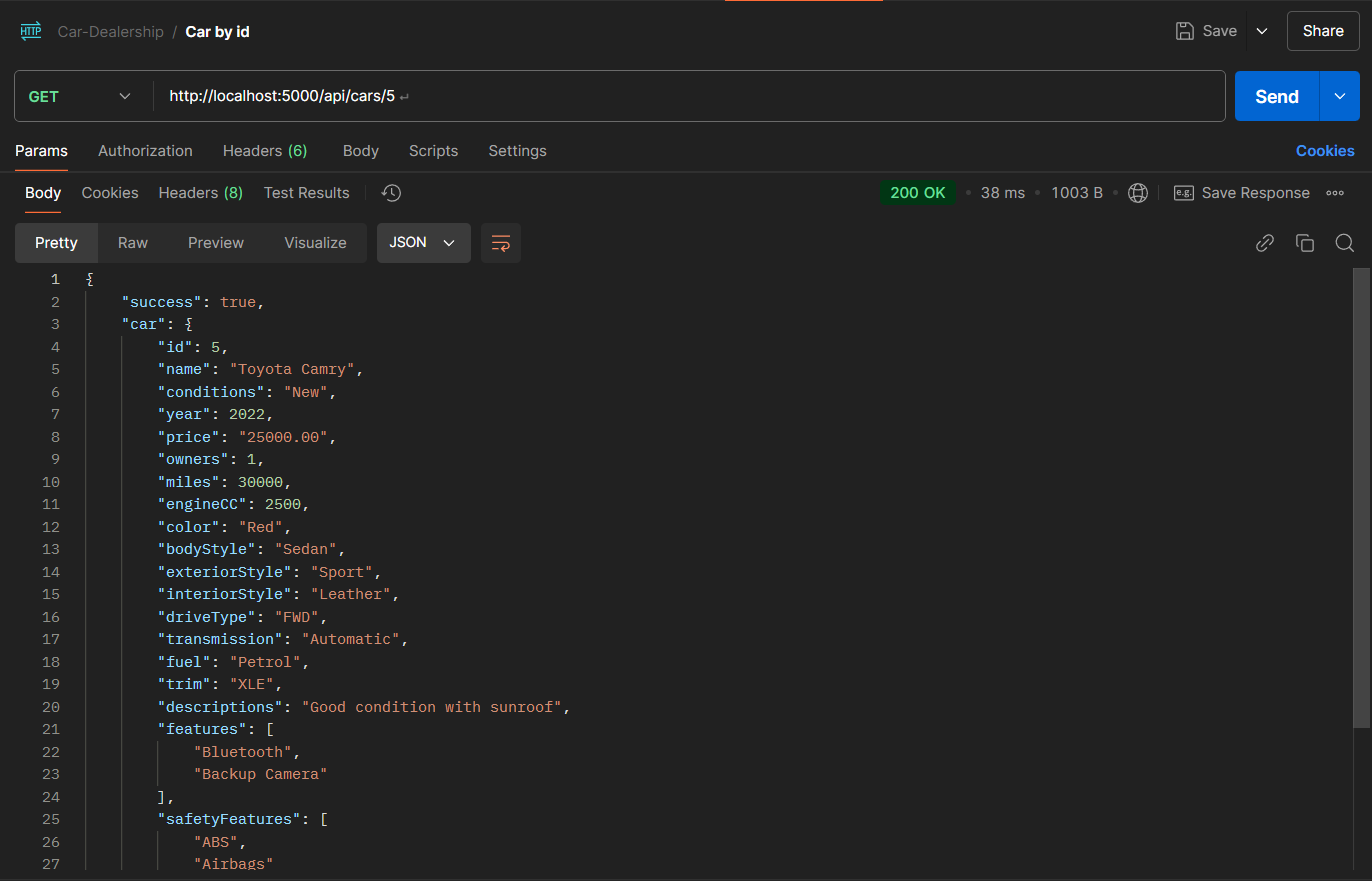 HTTP Car-Dealership / Car by id Save Share
GET http://localhost:5000/api/cars/5 Send
Params Authorization Headers (6) Body Scripts Settings Cookies
Body Cookies Headers (8) Test Results 200 OK • 38 ms • 1003 B • e.g. Save Response
Pretty Raw Preview Visualize JSON
1 {
2 "success": true,
3 "car": {
4 "id": 5,
5 "name": "Toyota Camry",
6 "conditions": "New",
7 "year": 2022,
8 "price": "25000.00",
9 "owners": 1,
10 "miles": 30000,
11 "engineCC": 2500,
12 "color": "Red",
13 "bodyStyle": "Sedan",
14 "exteriorStyle": "Sport",
15 "interiorStyle": "Leather",
16 "driveType": "FWD",
17 "transmission": "Automatic",
18 "fuel": "Petrol",
19 "trim": "XLE",
20 "descriptions": "Good condition with sunroof",
21 "features": [
22 "Bluetooth",
23 "Backup Camera"
24 ],
25 "safetyFeatures": [
26 "ABS",
27 "Airbags"